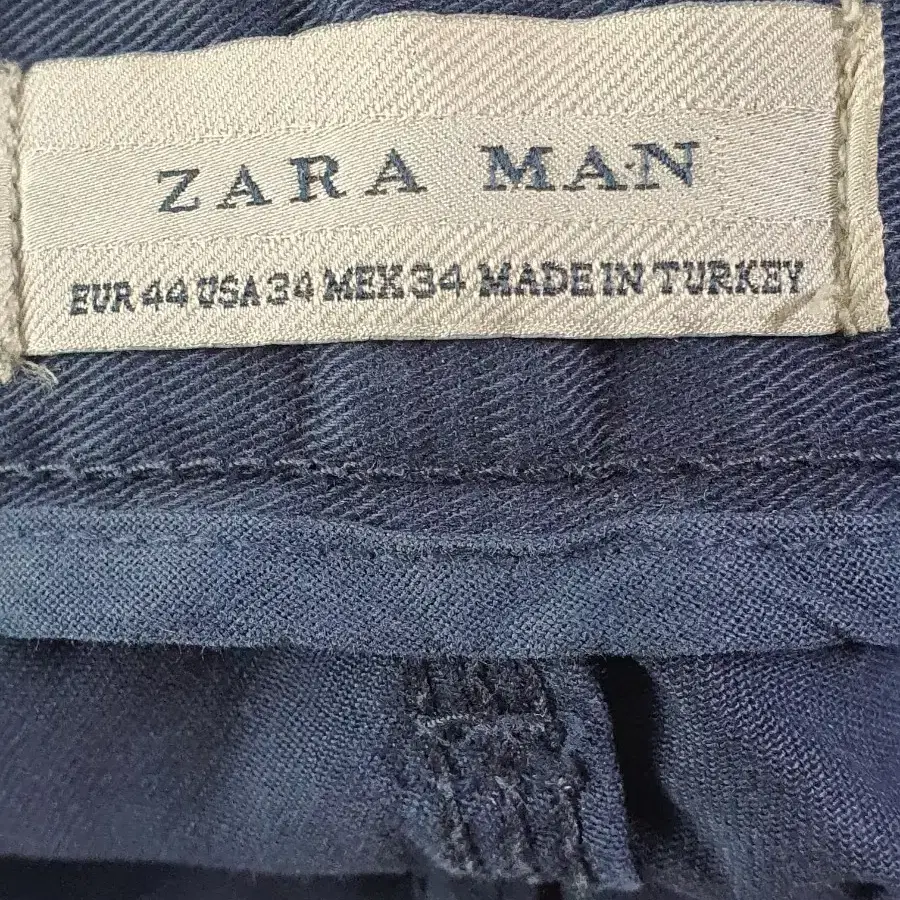 ZARA MAN
EUR 44 USA 34 MEX 34 MADE IN TURKEY